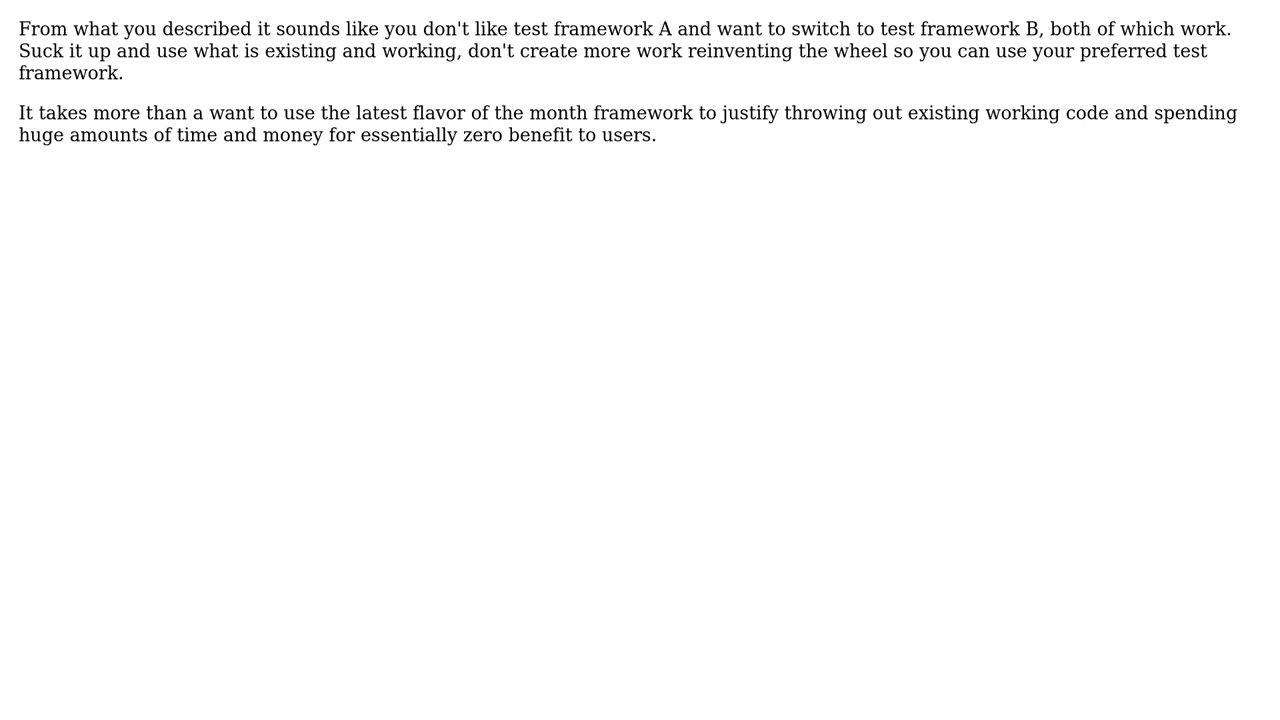 From what you described it sounds like you don't like test framework A and want to switch to test framework B, both of which work.
Suck it up and use what is existing and working, don't create more work reinventing the wheel so you can use your preferred test
framework.
It takes more than a want to use the latest flavor of the month framework to justify throwing out existing working code and spending
huge amounts of time and money for essentially zero benefit to users.